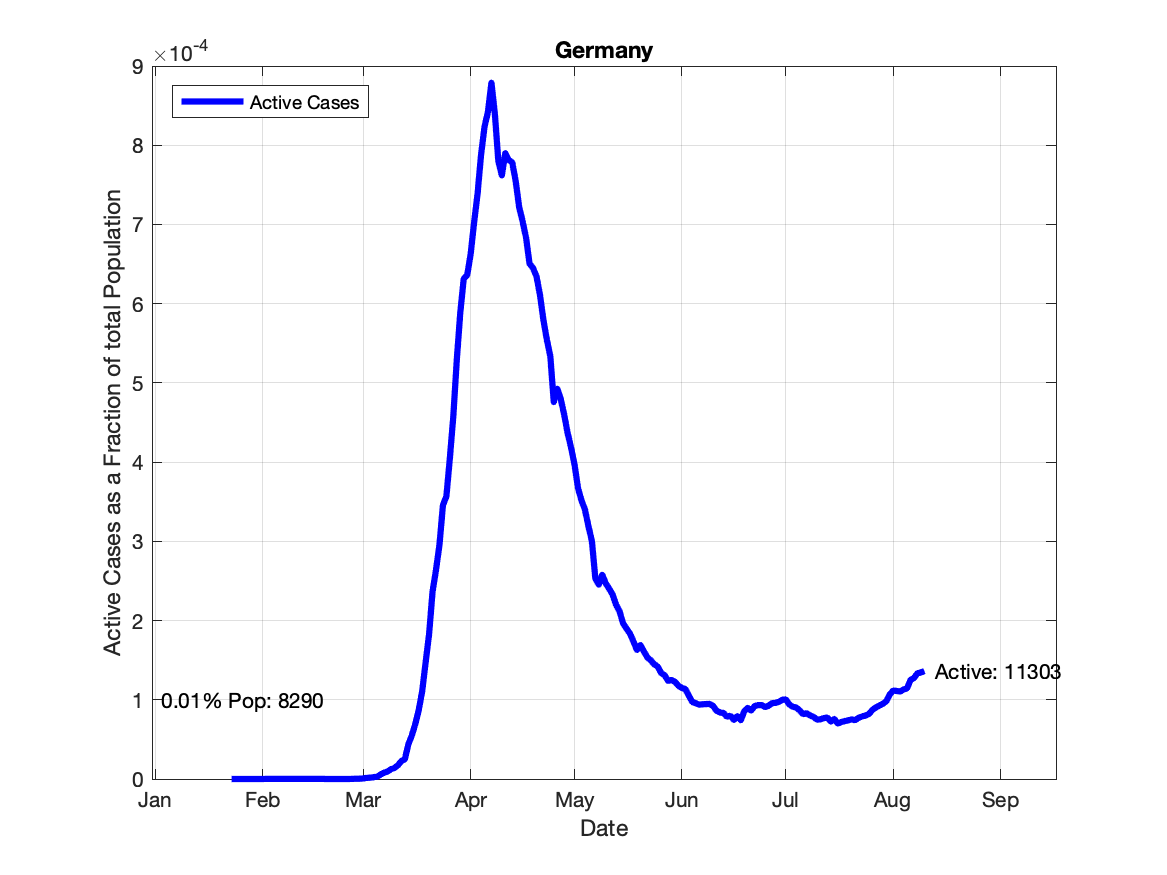 Germany
×10-4
9
8
7
6
5
4
3
2
1
0
Active Cases
Active Cases as a Fraction of total Population
0.01% Pop: 8290
Active: 11303
Jan Feb Mar Apr May Jun Jul Aug Sep
Date